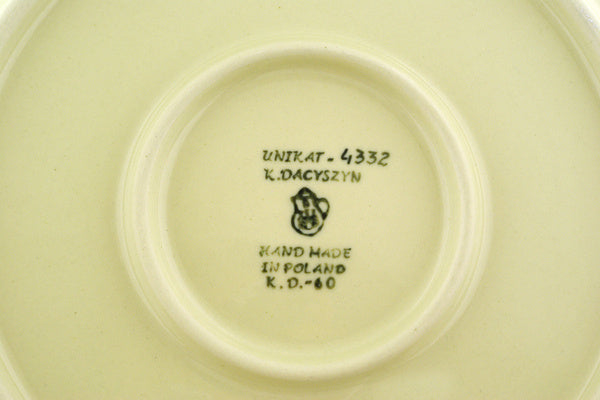 UNIKAT - 4332
K. DACYSZYN
HAND MADE
IN POLAND
K. D.-60